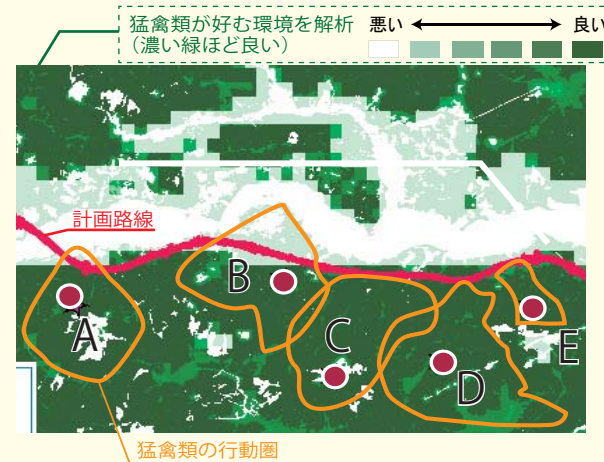 猛禽類が好む環境を解析
（濃い緑ほど良い）
悪い
良い
計画路線
A
B
C
D
E
猛禽類の行動圏